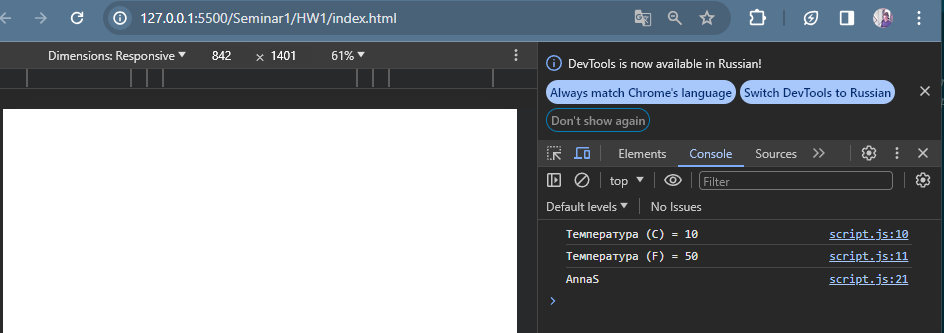 127.0.0.1:5500/Seminar1/HW1/index.html
Dimensions: Responsive 842 × 1401 61%
DevTools is now available in Russian!
Always match Chrome's language Switch DevTools to Russian
Don't show again
Elements Console Sources
top Filter
Default levels No Issues
Температура (C) = 10 script.js:10
Температура (F) = 50 script.js:11
AnnaS script.js:21